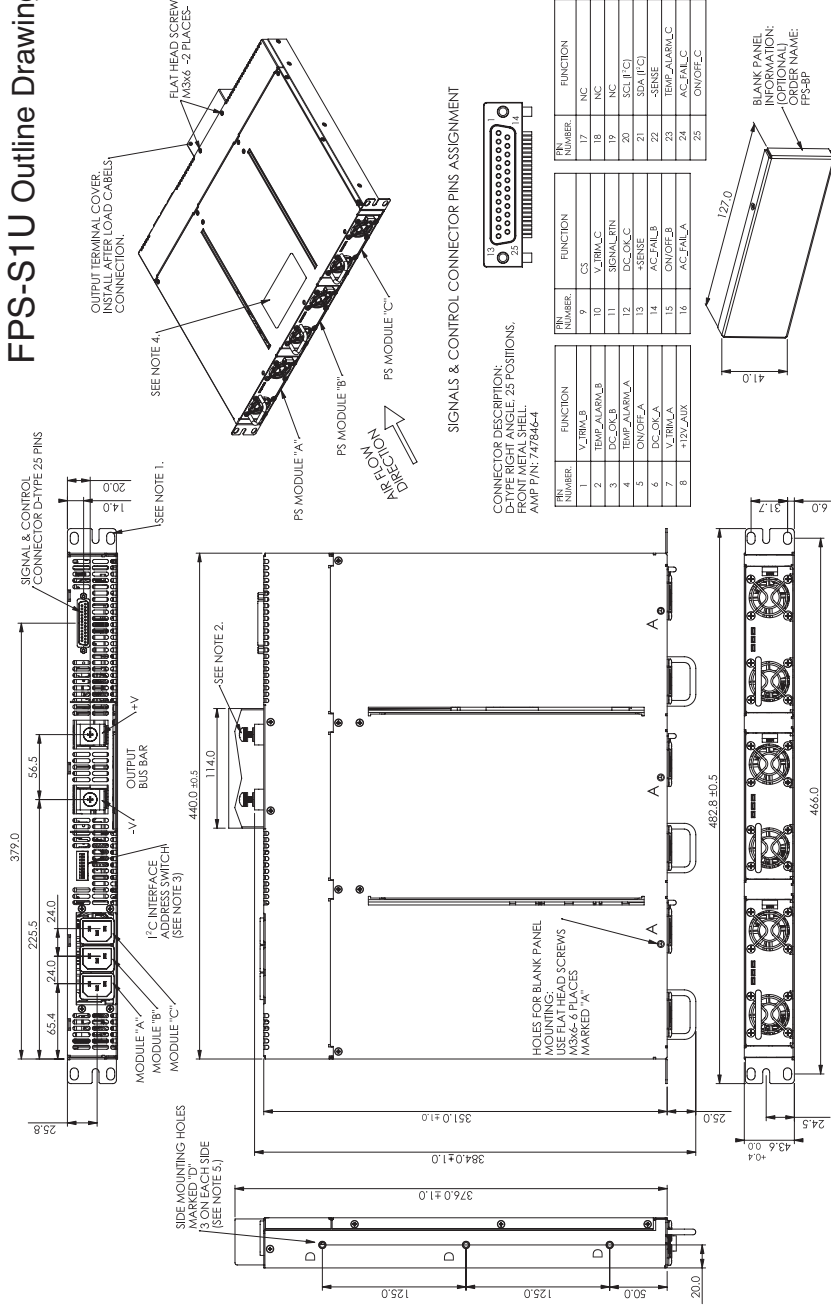 FPS-S1U Outline Drawing
SIGNAL & CONTROL
CONNECTOR D-TYPE 25 PINS
379.0
225.5
56.5
65.4
24.0
24.0
25.8
14.0
20.0
SEE NOTE 1.
MODULE "A"
MODULE "B"
MODULE "C"
I²C INTERFACE
ADDRESS SWITCH
(SEE NOTE 3)
-V
+V
OUTPUT
BUS BAR
OUTPUT TERMINAL COVER.
INSTALL AFTER LOAD CABELS
CONNECTION.
FLAT HEAD SCREW
M3x6 -2 PLACES-
SEE NOTE 4.
PS MODULE "A"
PS MODULE "B"
PS MODULE "C"
AIR FLOW
DIRECTION
SIDE MOUNTING HOLES
MARKED "D"
3 ON EACH SIDE
(SEE NOTE 5.)
376.0 ±1.0
D
D
D
125.0
125.0
50.0
20.0
440.0 ±0.5
114.0
SEE NOTE 2.
384.0 ±1.0
351.0 ±1.0
25.0
HOLES FOR BLANK PANEL
MOUNTING:
USE FLAT HEAD SCREWS
M3x6- 6 PLACES
MARKED "A"
A
A
A
482.8 ±0.5
466.0
31.7
6.0
24.5
43.6 +0.4 0.0
SIGNALS & CONTROL CONNECTOR PINS ASSIGNMENT
CONNECTOR DESCRIPTION:
D-TYPE RIGHT ANGLE, 25 POSITIONS,
FRONT METAL SHELL.
AMP P/N: 747846-4
13
1
25
14
PIN NUMBER. FUNCTION
1 V_TRIM_B
2 TEMP_ALARM_B
3 DC_OK_B
4 TEMP_ALARM_A
5 ON/OFF_A
6 DC_OK_A
7 V_TRIM_A
8 +12V_AUX
PIN NUMBER. FUNCTION
9 CS
10 V_TRIM_C
11 SIGNAL_RTN
12 DC_OK_C
13 +SENSE
14 AC_FAIL_B
15 ON/OFF_B
16 AC_FAIL_A
PIN NUMBER. FUNCTION
17 NC
18 NC
19 NC
20 SCL (I²C)
21 SDA (I²C)
22 -SENSE
23 TEMP_ALARM_C
24 AC_FAIL_C
25 ON/OFF_C
127.0
41.0
BLANK PANEL
INFORMATION:
(OPTIONAL)
ORDER NAME:
FPS-BP